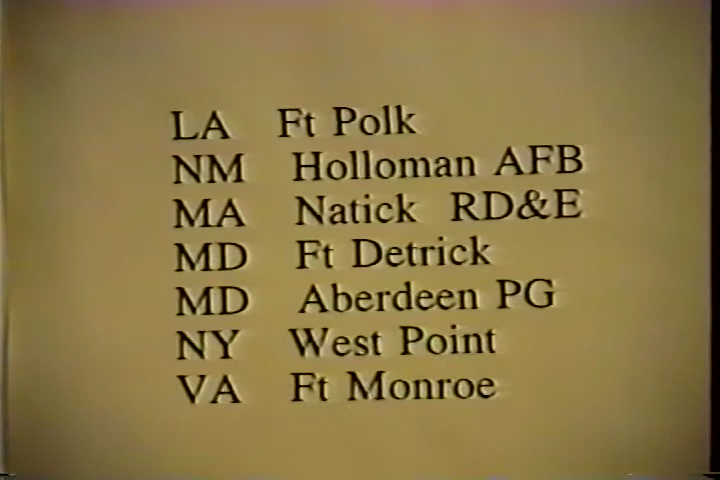 LA Ft Polk
NM Holloman AFB
MA Natick RD&E
MD Ft Detrick
MD Aberdeen PG
NY West Point
VA Ft Monroe